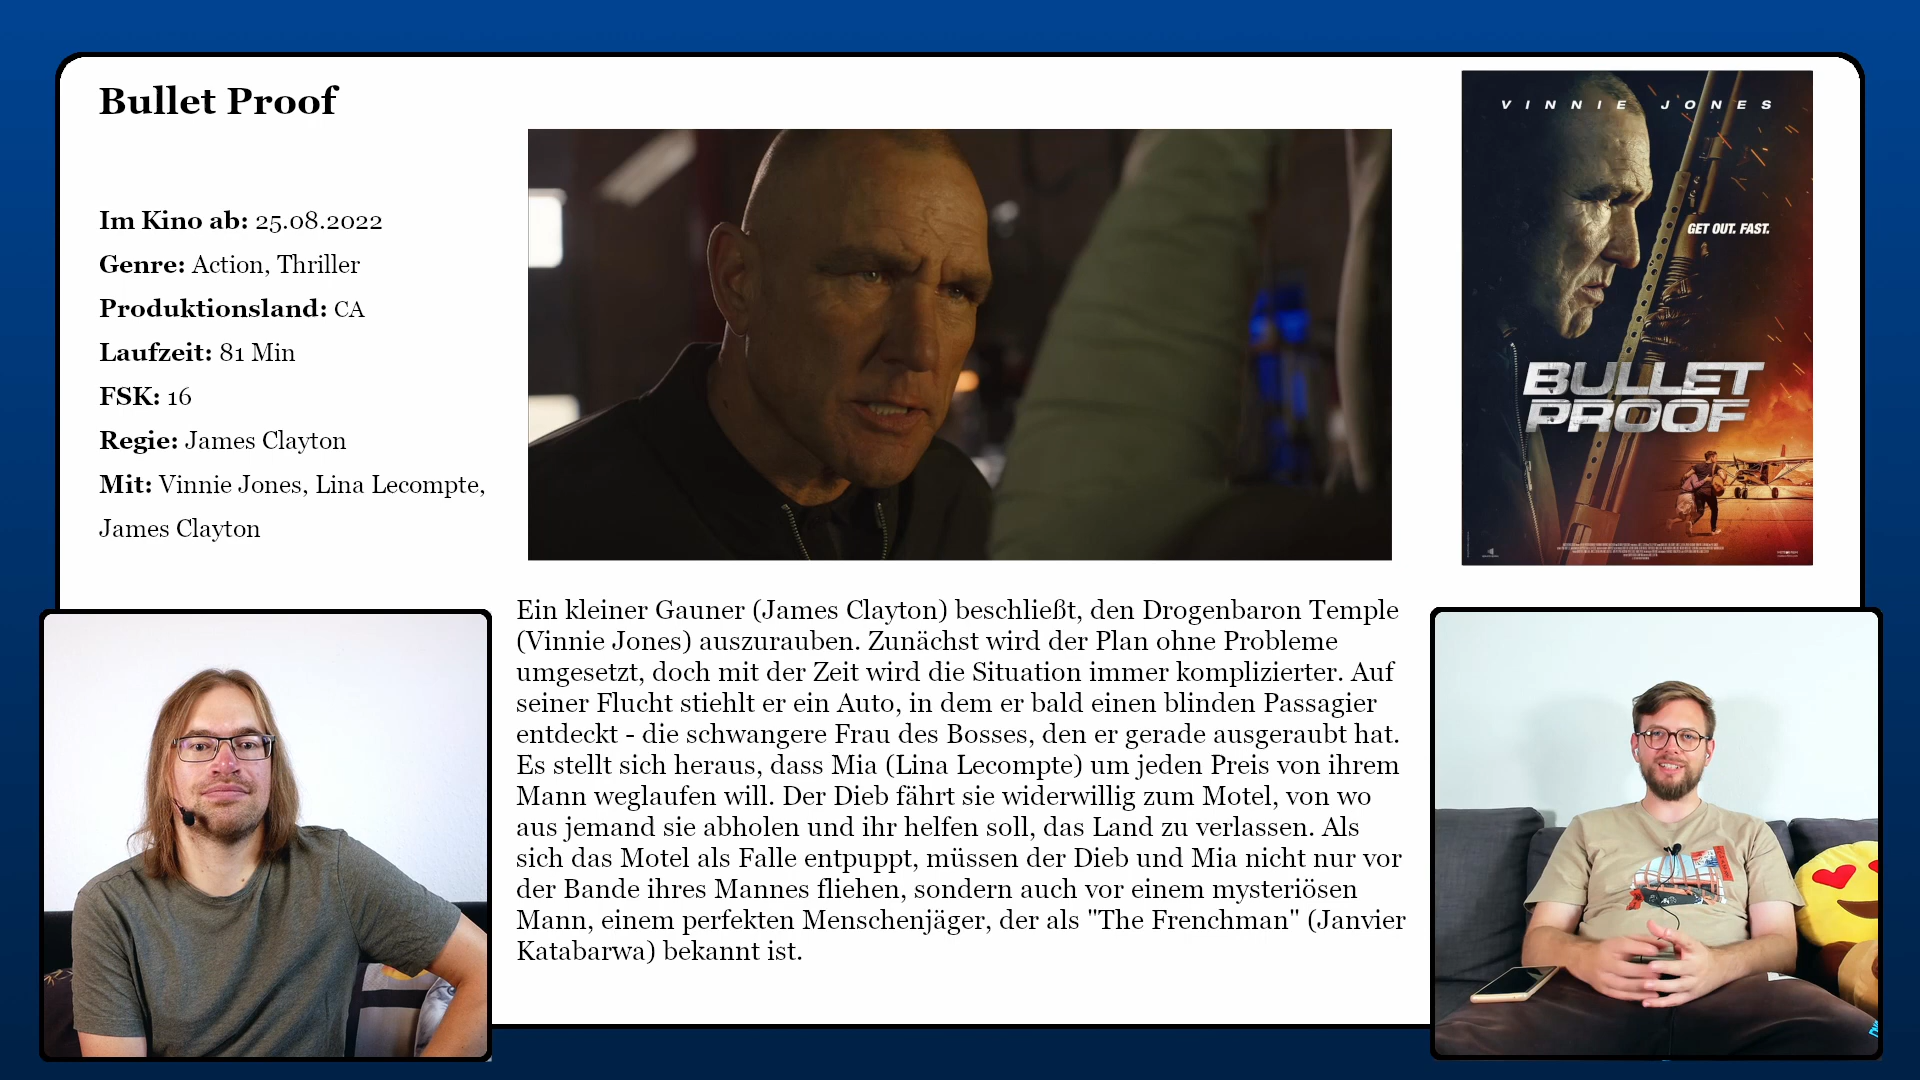 Bullet Proof
Im Kino ab: 25.08.2022
Genre: Action, Thriller
Produktionsland: CA
Laufzeit: 81 Min
FSK: 16
Regie: James Clayton
Mit: Vinnie Jones, Lina Lecompte,
James Clayton
VINNIE JONES
GET OUT. FAST.
BULLET
PROOF
Ein kleiner Gauner (James Clayton) beschließt, den Drogenbaron Temple
(Vinnie Jones) auszurauben. Zunächst wird der Plan ohne Probleme
umgesetzt, doch mit der Zeit wird die Situation immer komplizierter. Auf
seiner Flucht stiehlt er ein Auto, in dem er bald einen blinden Passagier
entdeckt - die schwangere Frau des Bosses, den er gerade ausgeraubt hat.
Es stellt sich heraus, dass Mia (Lina Lecompte) um jeden Preis von ihrem
Mann weglaufen will. Der Dieb fährt sie widerwillig zum Motel, von wo
aus jemand sie abholen und ihr helfen soll, das Land zu verlassen. Als
sich das Motel als Falle entpuppt, müssen der Dieb und Mia nicht nur vor
der Bande ihres Mannes fliehen, sondern auch vor einem mysteriösen
Mann, einem perfekten Menschenjäger, der als "The Frenchman" (Janvier
Katabarwa) bekannt ist.